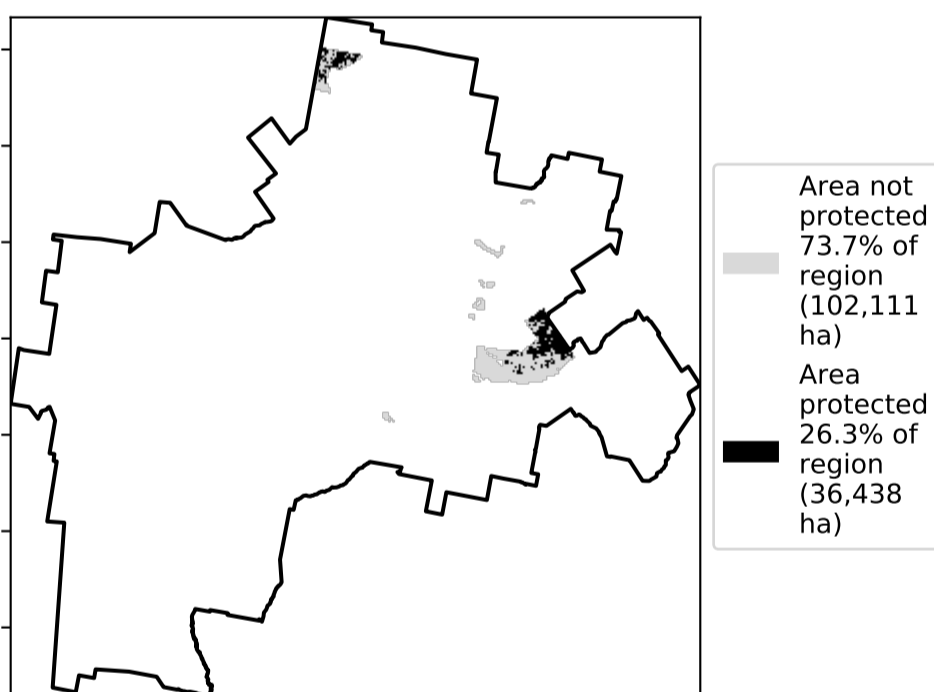 Area not
protected
73.7% of
region
(102,111
ha)
Area
protected
26.3% of
region
(36,438
ha)